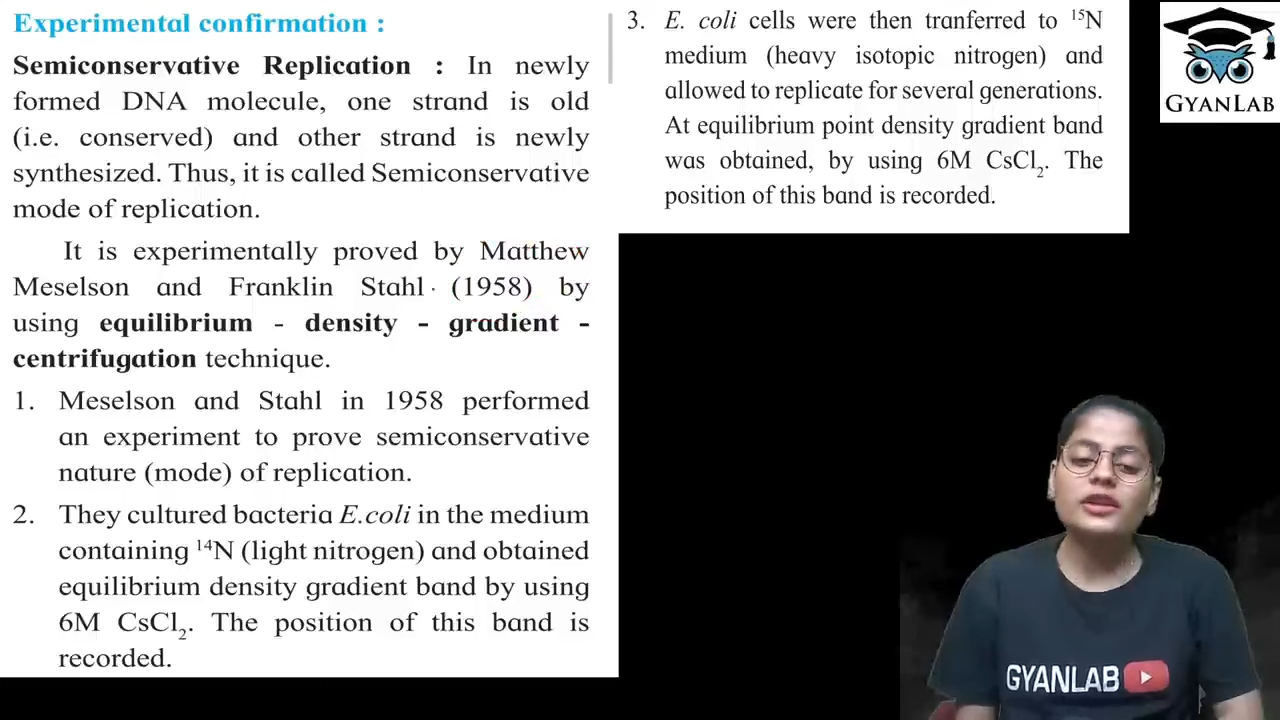 Experimental confirmation :
Semiconservative Replication : In newly
formed DNA molecule, one strand is old
(i.e. conserved) and other strand is newly
synthesized. Thus, it is called Semiconservative
mode of replication.
It is experimentally proved by Matthew
Meselson and Franklin Stahl (1958) by
using equilibrium - density - gradient -
centrifugation technique.
1. Meselson and Stahl in 1958 performed
an experiment to prove semiconservative
nature (mode) of replication.
2. They cultured bacteria E.coli in the medium
containing ¹⁴N (light nitrogen) and obtained
equilibrium density gradient band by using
6M CsCl₂. The position of this band is
recorded.
3. E. coli cells were then tranferred to ¹⁵N
medium (heavy isotopic nitrogen) and
allowed to replicate for several generations.
At equilibrium point density gradient band
was obtained, by using 6M CsCl₂. The
position of this band is recorded.
GYANLAB
GYANLAB